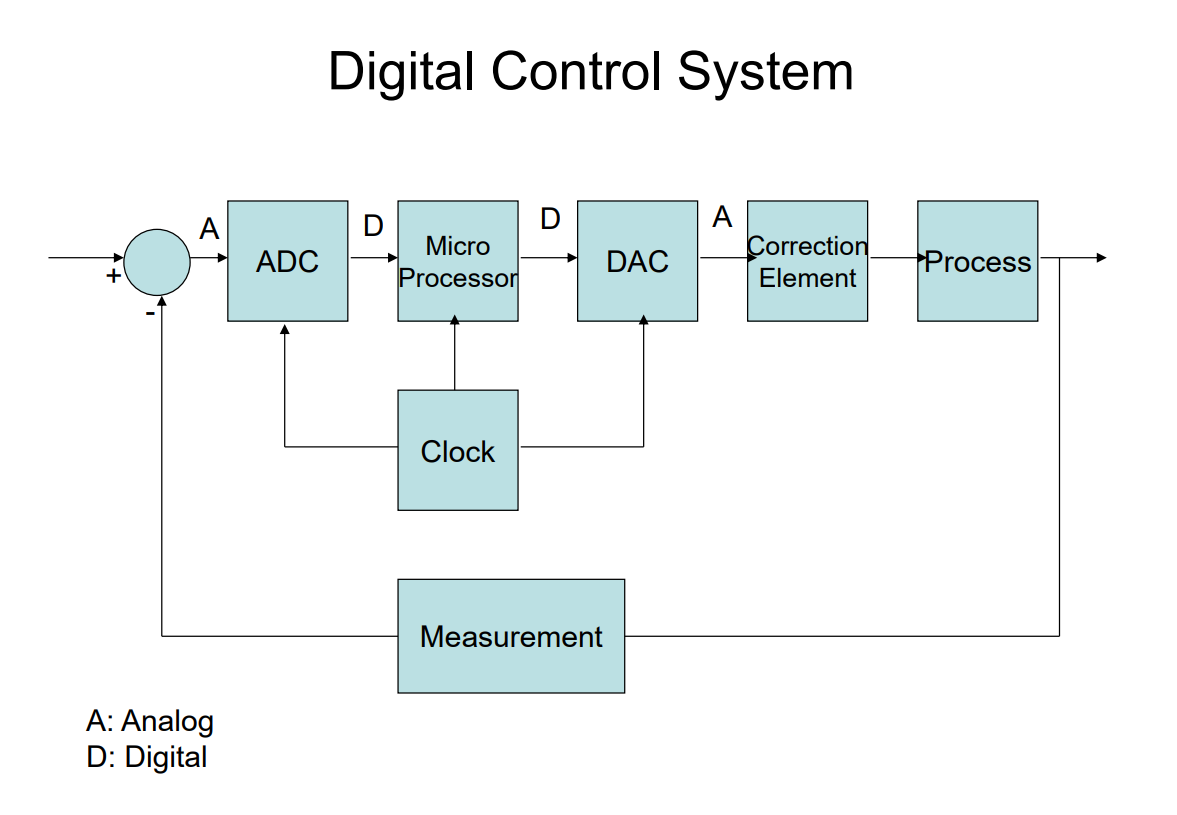 Digital Control System
A
D
D
A
ADC
Micro
Processor
DAC
Correction
Element
Process
+
-
Clock
Measurement
A: Analog
D: Digital